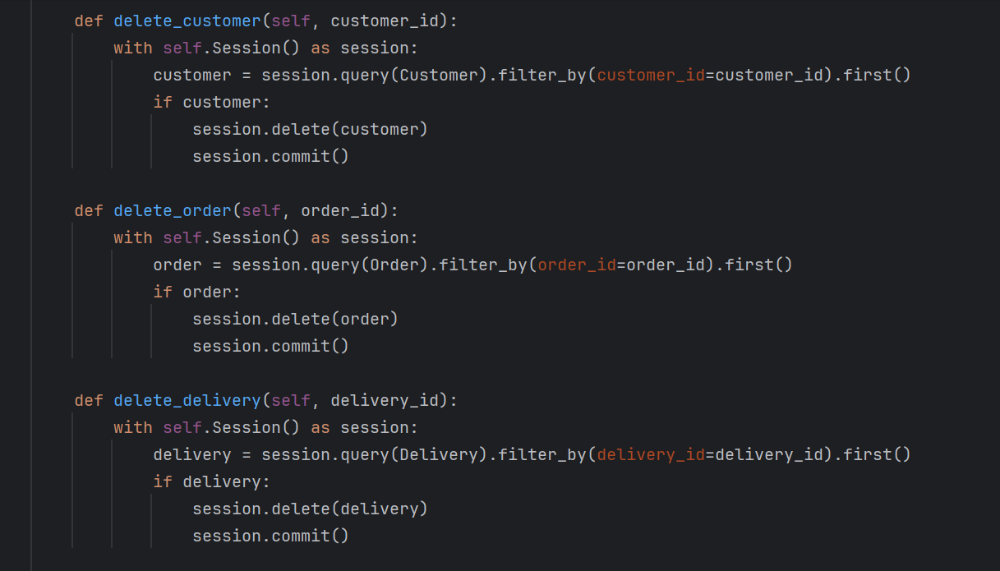 def delete_customer(self, customer_id):
    with self.Session() as session:
        customer = session.query(Customer).filter_by(customer_id=customer_id).first()
        if customer:
            session.delete(customer)
            session.commit()

def delete_order(self, order_id):
    with self.Session() as session:
        order = session.query(Order).filter_by(order_id=order_id).first()
        if order:
            session.delete(order)
            session.commit()

def delete_delivery(self, delivery_id):
    with self.Session() as session:
        delivery = session.query(Delivery).filter_by(delivery_id=delivery_id).first()
        if delivery:
            session.delete(delivery)
            session.commit()